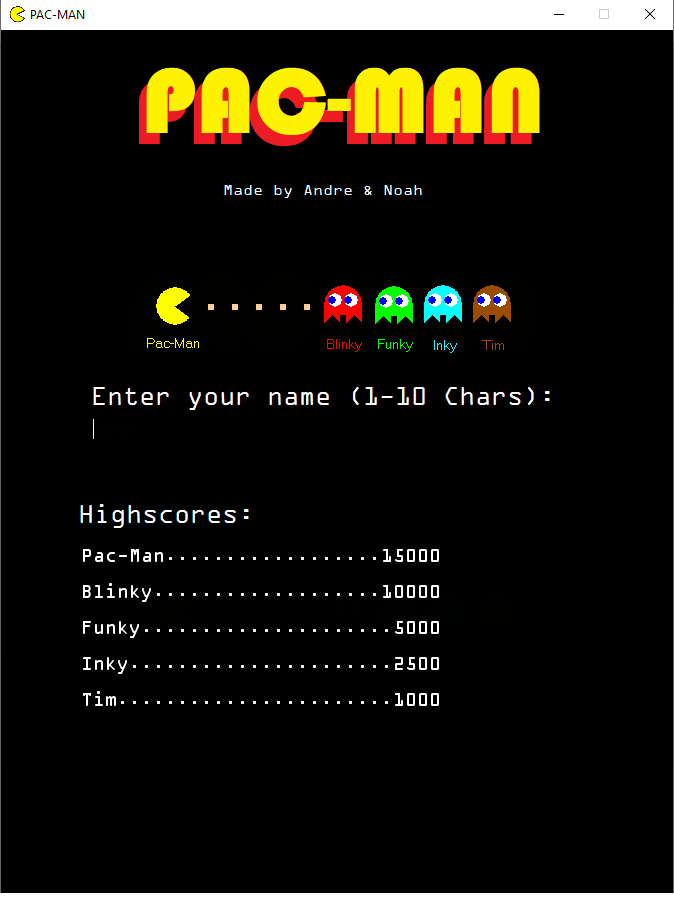 PAC-MAN
PAC-MAN
Made by Andre & Noah
Pac-Man Blinky Funky Inky Tim
Enter your name (1-10 Chars):
Highscores:
Pac-Man..................15000
Blinky...................10000
Funky.....................5000
Inky......................2500
Tim.......................1000